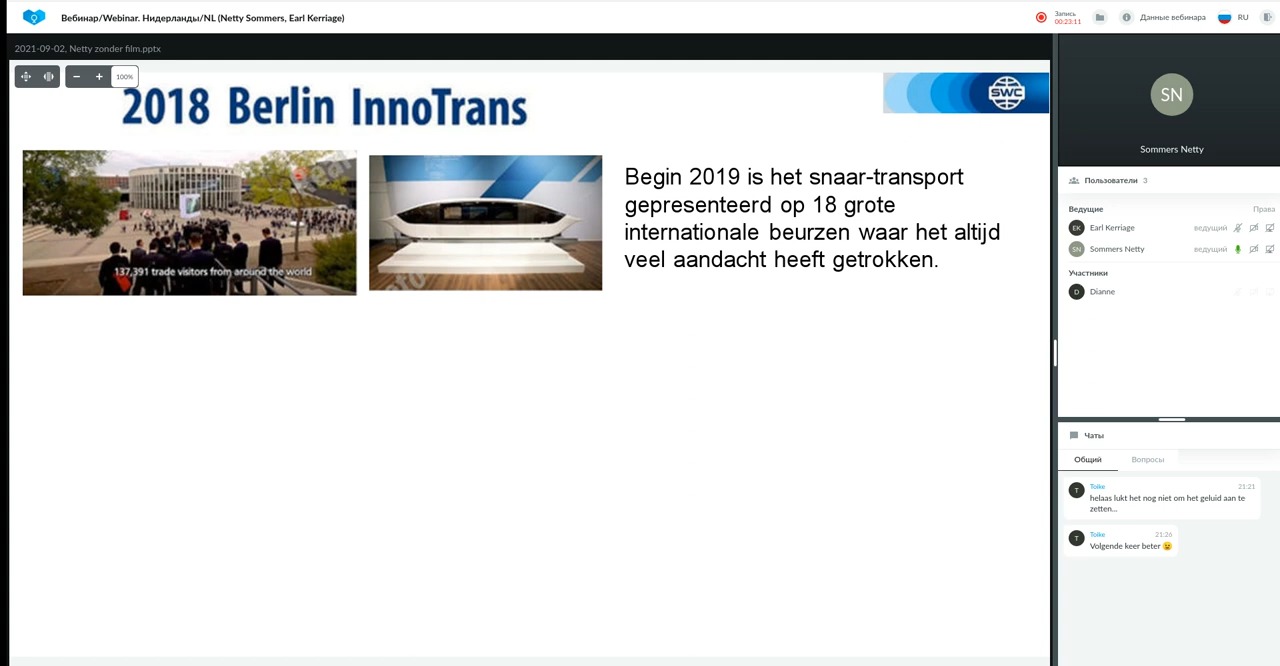 Вебинар/Webinar. Нидерланды/NL (Netty Sommers, Earl Kerriage)
Запись
00:23:11
Данные вебинара
RU
2021-09-02, Netty zonder film.pptx
100%
2018 Berlin InnoTrans
SWC
137,391 trade visitors from around the world
Begin 2019 is het snaar-transport
gepresenteerd op 18 grote
internationale beurzen waar het altijd
veel aandacht heeft getrokken.
SN
Sommers Netty
Пользователи 3
Ведущие Права
EK Earl Kerriage ведущий
SN Sommers Netty ведущий
Участники
D Dianne
Чаты
Общий Вопросы
T Toike 21:21
helaas lukt het nog niet om het geluid aan te
zetten...
T Toike 21:26
Volgende keer beter 😉